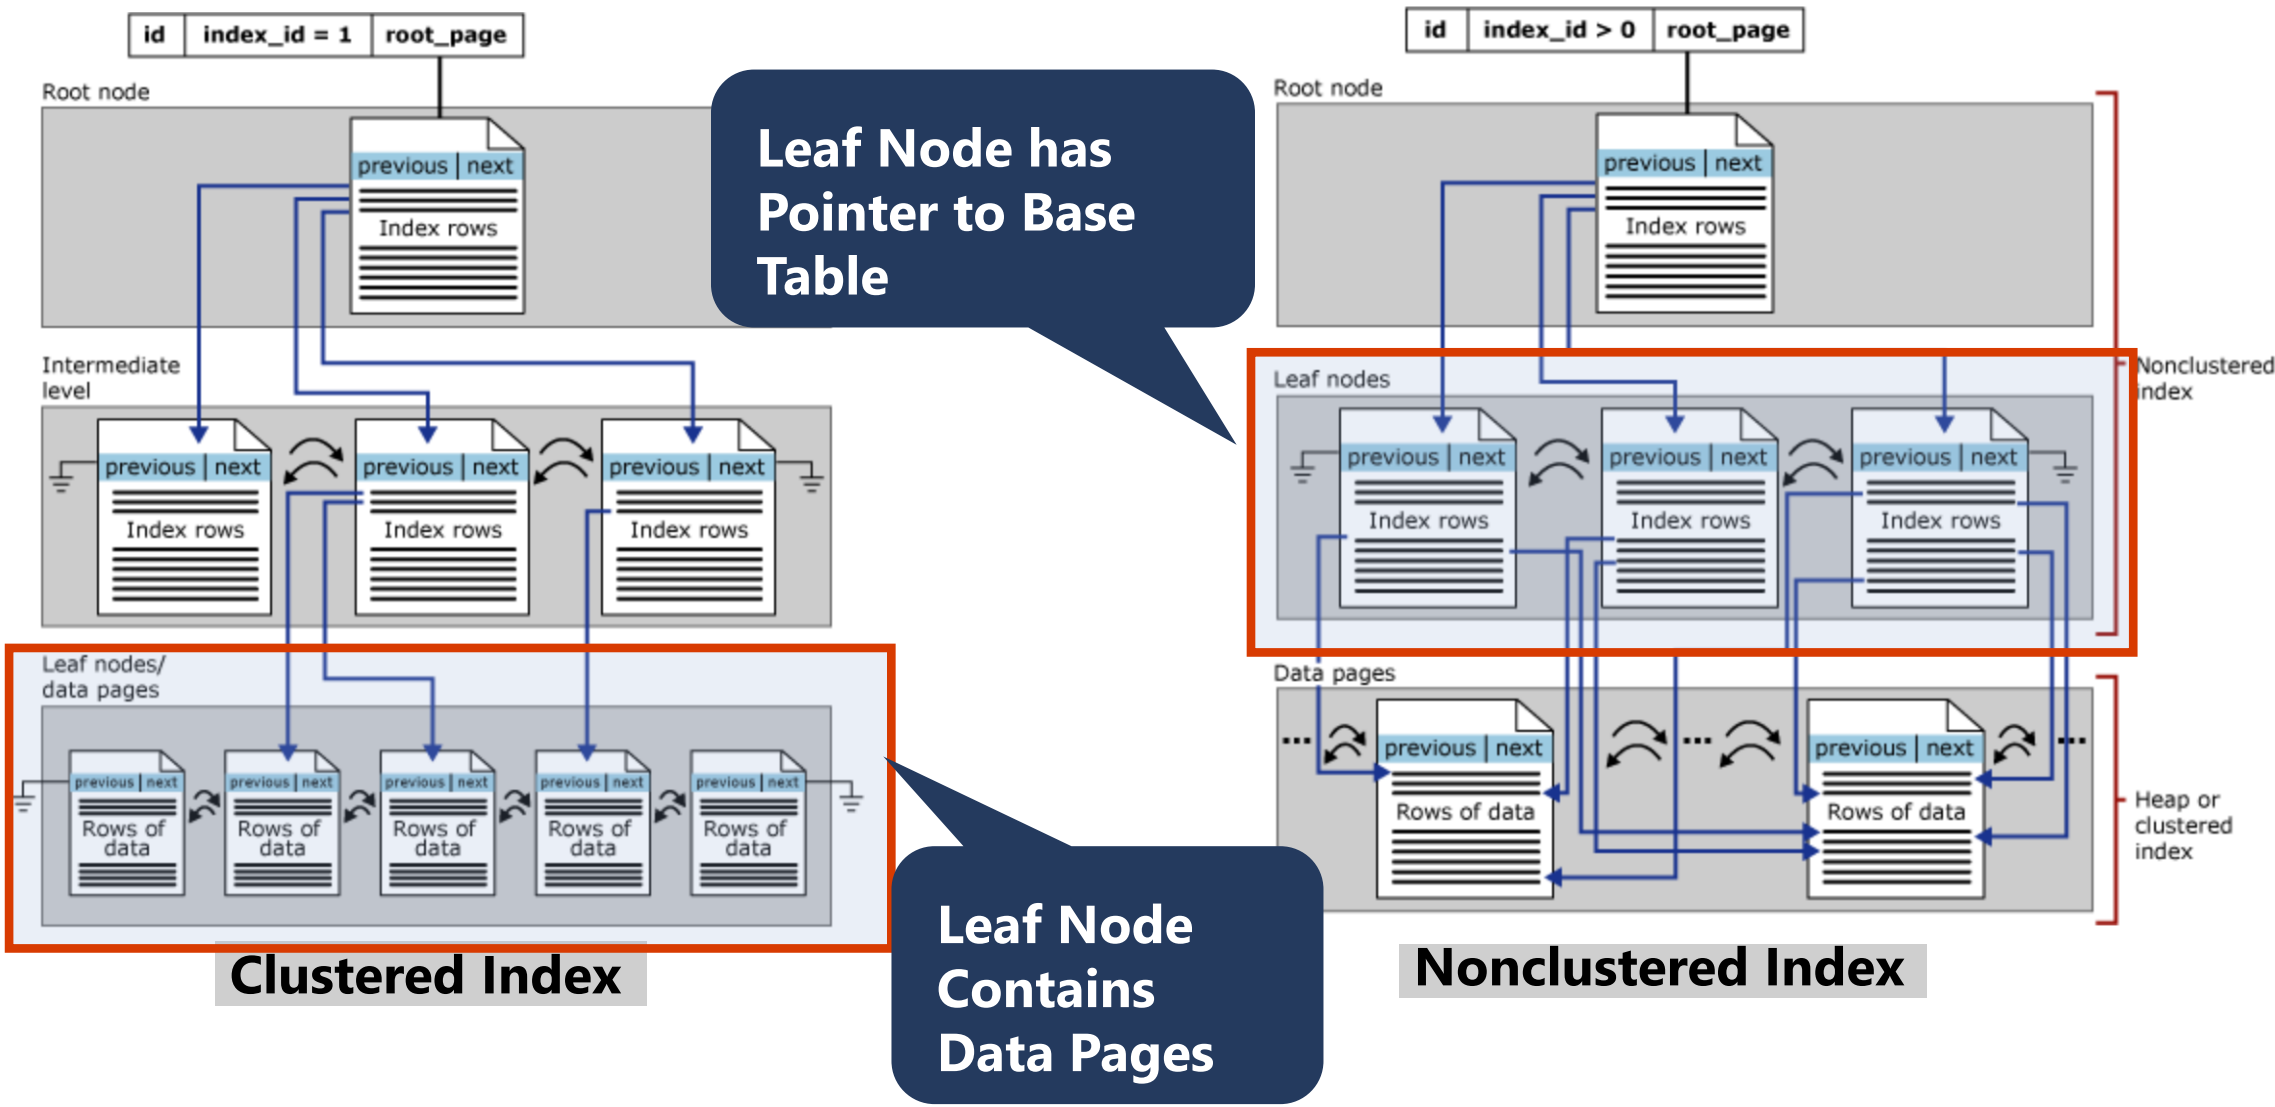 id index_id = 1 root_page
Root node
previous next
Index rows
Intermediate
level
previous next
Index rows
previous next
Index rows
previous next
Index rows
Leaf nodes/
data pages
previous next
Rows of
data
previous next
Rows of
data
previous next
Rows of
data
previous next
Rows of
data
previous next
Rows of
data
Clustered Index
Leaf Node has
Pointer to Base
Table
Leaf Node
Contains
Data Pages
id index_id > 0 root_page
Root node
previous next
Index rows
Leaf nodes
previous next
Index rows
previous next
Index rows
previous next
Index rows
Nonclustered
index
Data pages
...
previous next
Rows of data
...
previous next
Rows of data
...
Heap or
clustered
index
Nonclustered Index